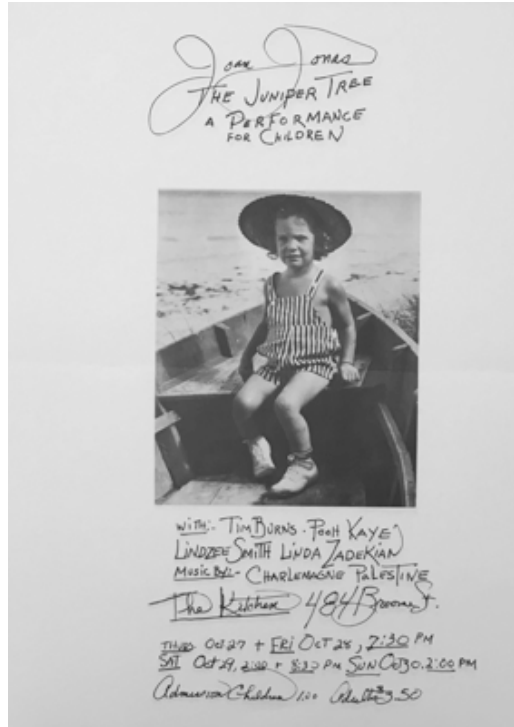 Joan Jonas
THE JUNIPER TREE
A PERFORMANCE
FOR CHILDREN
WITH:- TIM BURNS · POOH KAYE
LINDZEE SMITH LINDA ZADEKIAN
MUSIC BY:- CHARLEMAGNE PALESTINE
The Kitchen 484 Broome St.
THURS Oct 27 + FRI OCT 28, 2:30 PM
SAT Oct 29, 2:00 + 8:30 PM SUN Oct 30. 2:00 PM
Admission Children 1.00 Adults $3.50